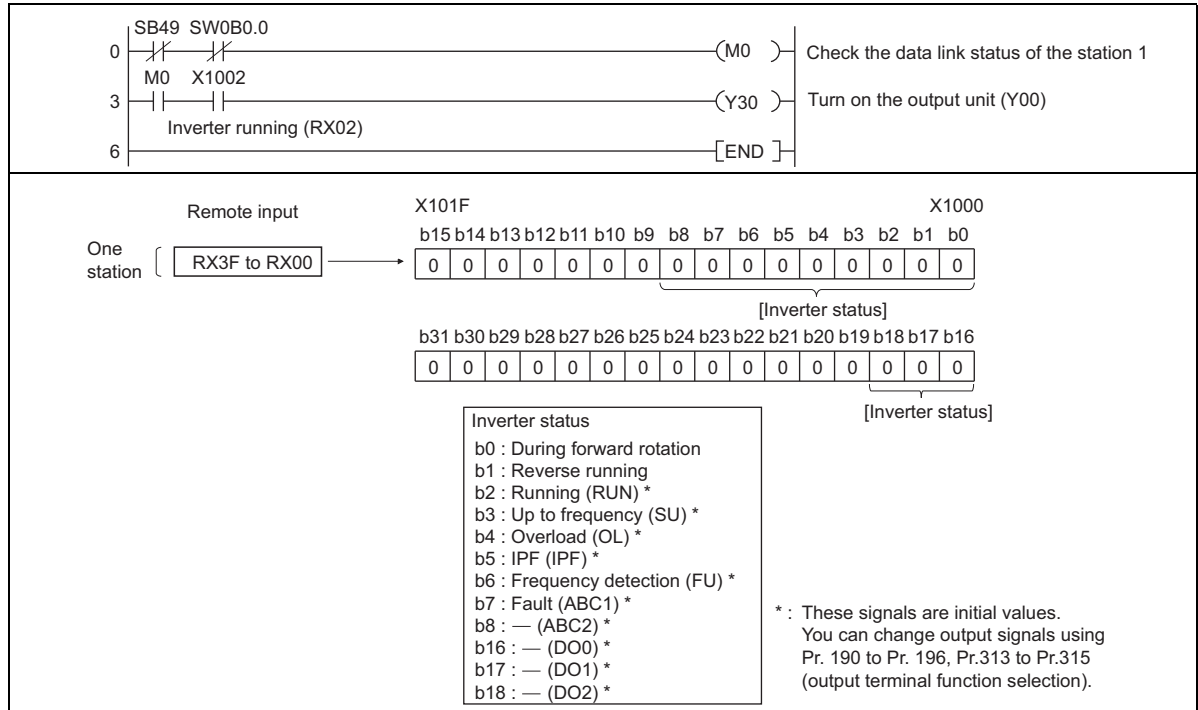 SB49 SW0B0.0
0 (M0 ) Check the data link status of the station 1
M0 X1002
3 (Y30 ) Turn on the output unit (Y00)
Inverter running (RX02)
6 [END ]
Remote input X101F X1000
b15 b14 b13 b12 b11 b10 b9 b8 b7 b6 b5 b4 b3 b2 b1 b0
One station RX3F to RX00 0 0 0 0 0 0 0 0 0 0 0 0 0 0 0 0
[Inverter status]
b31 b30 b29 b28 b27 b26 b25 b24 b23 b22 b21 b20 b19 b18 b17 b16
0 0 0 0 0 0 0 0 0 0 0 0 0 0 0 0
[Inverter status]
Inverter status
b0 : During forward rotation
b1 : Reverse running
b2 : Running (RUN) *
b3 : Up to frequency (SU) *
b4 : Overload (OL) *
b5 : IPF (IPF) *
b6 : Frequency detection (FU) *
b7 : Fault (ABC1) *
b8 : — (ABC2) *
b16 : — (DO0) *
b17 : — (DO1) *
b18 : — (DO2) *
* : These signals are initial values.
You can change output signals using
Pr. 190 to Pr. 196, Pr.313 to Pr.315
(output terminal function selection).